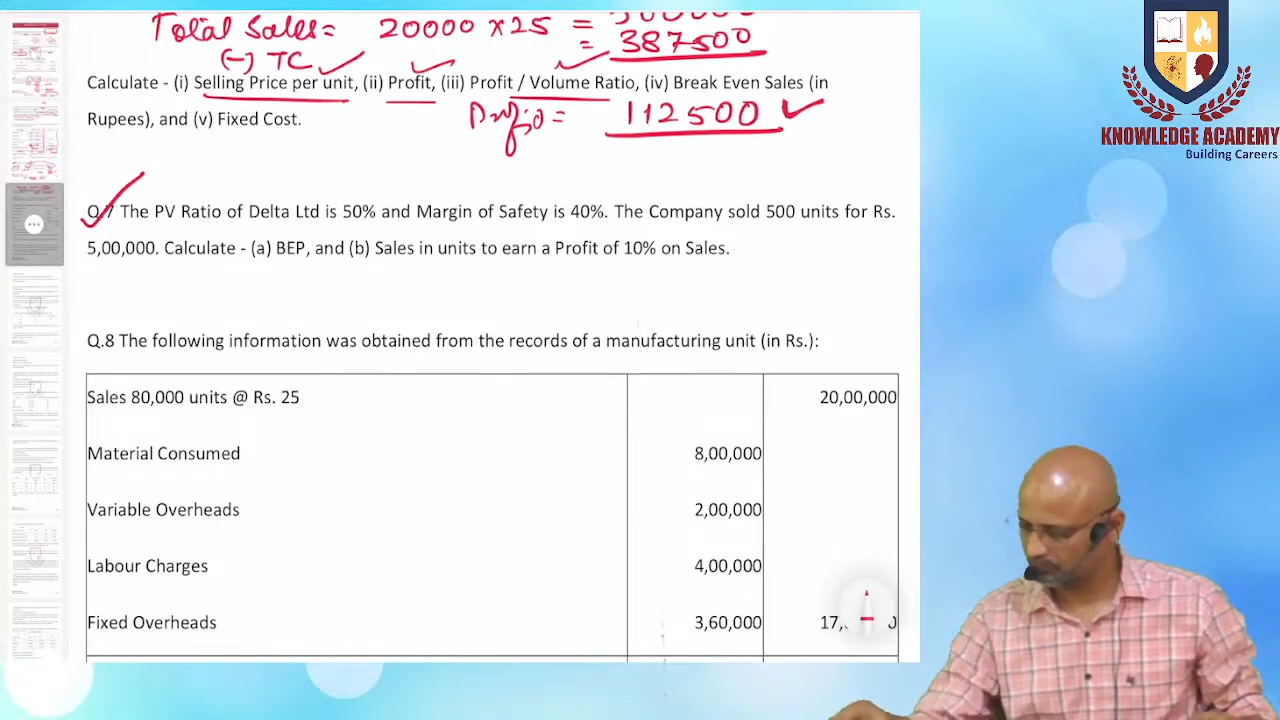 Total Sales = 20000 × 25 =
(-) TC = 387500
Calculate - (i) Selling Price per unit, (ii) Profit, (iii) Profit / Volume Ratio, (iv) Break Even Sales (in
Rupees), and (v) Fixed Cost.
Profit = 112500
Q.7 The PV Ratio of Delta Ltd is 50% and Margin of Safety is 40%. The Company sold 500 units for Rs.
5,00,000. Calculate - (a) BEP, and (b) Sales in units to earn a Profit of 10% on Sales.
Q.8 The following information was obtained from the records of a manufacturing unit (in Rs.):
Sales 80,000 units @ Rs. 25 20,00,000
Material Consumed 8,00,000
Variable Overheads 2,00,000
Labour Charges 4,00,000
Fixed Overheads 3,60,000 17,
KNOWLEDGE ACADEMY
Building Careers